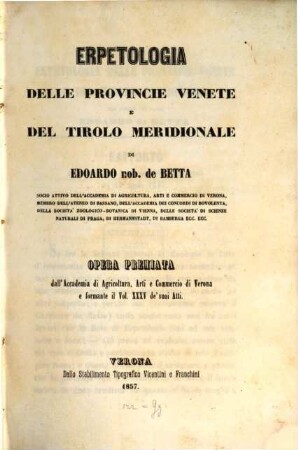 ERPETOLOGIA
DELLE PROVINCIE VENETE
E
DEL TIROLO MERIDIONALE
DI
EDOARDO nob. de BETTA
SOCIO ATTIVO DELL'ACCADEMIA DI AGRICOLTURA, ARTI E COMMERCIO DI VERONA,
MEMBRO DELL'ATENEO DI BASSANO, DELL'ACCADEMIA DEI CONCORDI DI BOVOLENTA,
DELLA SOCIETA' ZOOLOGICO-BOTANICA DI VIENNA, DELLE SOCIETA' DI SCIENZE
NATURALI DI PRAGA, DI HERMANNSTADT, DI BAMBERGA ECC. ECC.
OPERA PREMIATA
dall'Accademia di Agricoltura, Arti e Commercio di Verona
e formante il Vol. XXXV de' suoi Atti.
VERONA
Dallo Stabilimento Tipografico Vicentini e Franchini
1857.